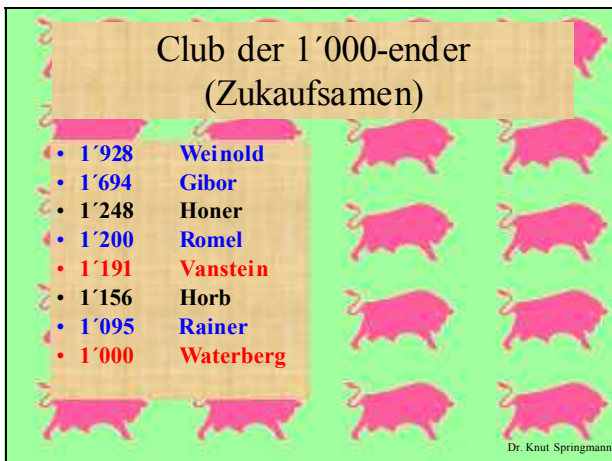 Club der 1´000-ender
(Zukaufsamen)
• 1´928 Weinold
• 1´694 Gibor
• 1´248 Honer
• 1´200 Romel
• 1´191 Vanstein
• 1´156 Horb
• 1´095 Rainer
• 1´000 Waterberg
Dr. Knut Springmann